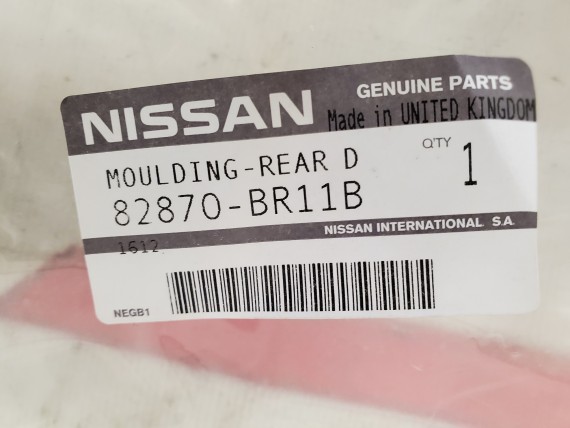 GENUINE PARTS
NISSAN
Made in UNITED KINGDOM
MOULDING-REAR D
Q'TY 1
82870-BR11B
NISSAN INTERNATIONAL S.A.
1612
NEGB1